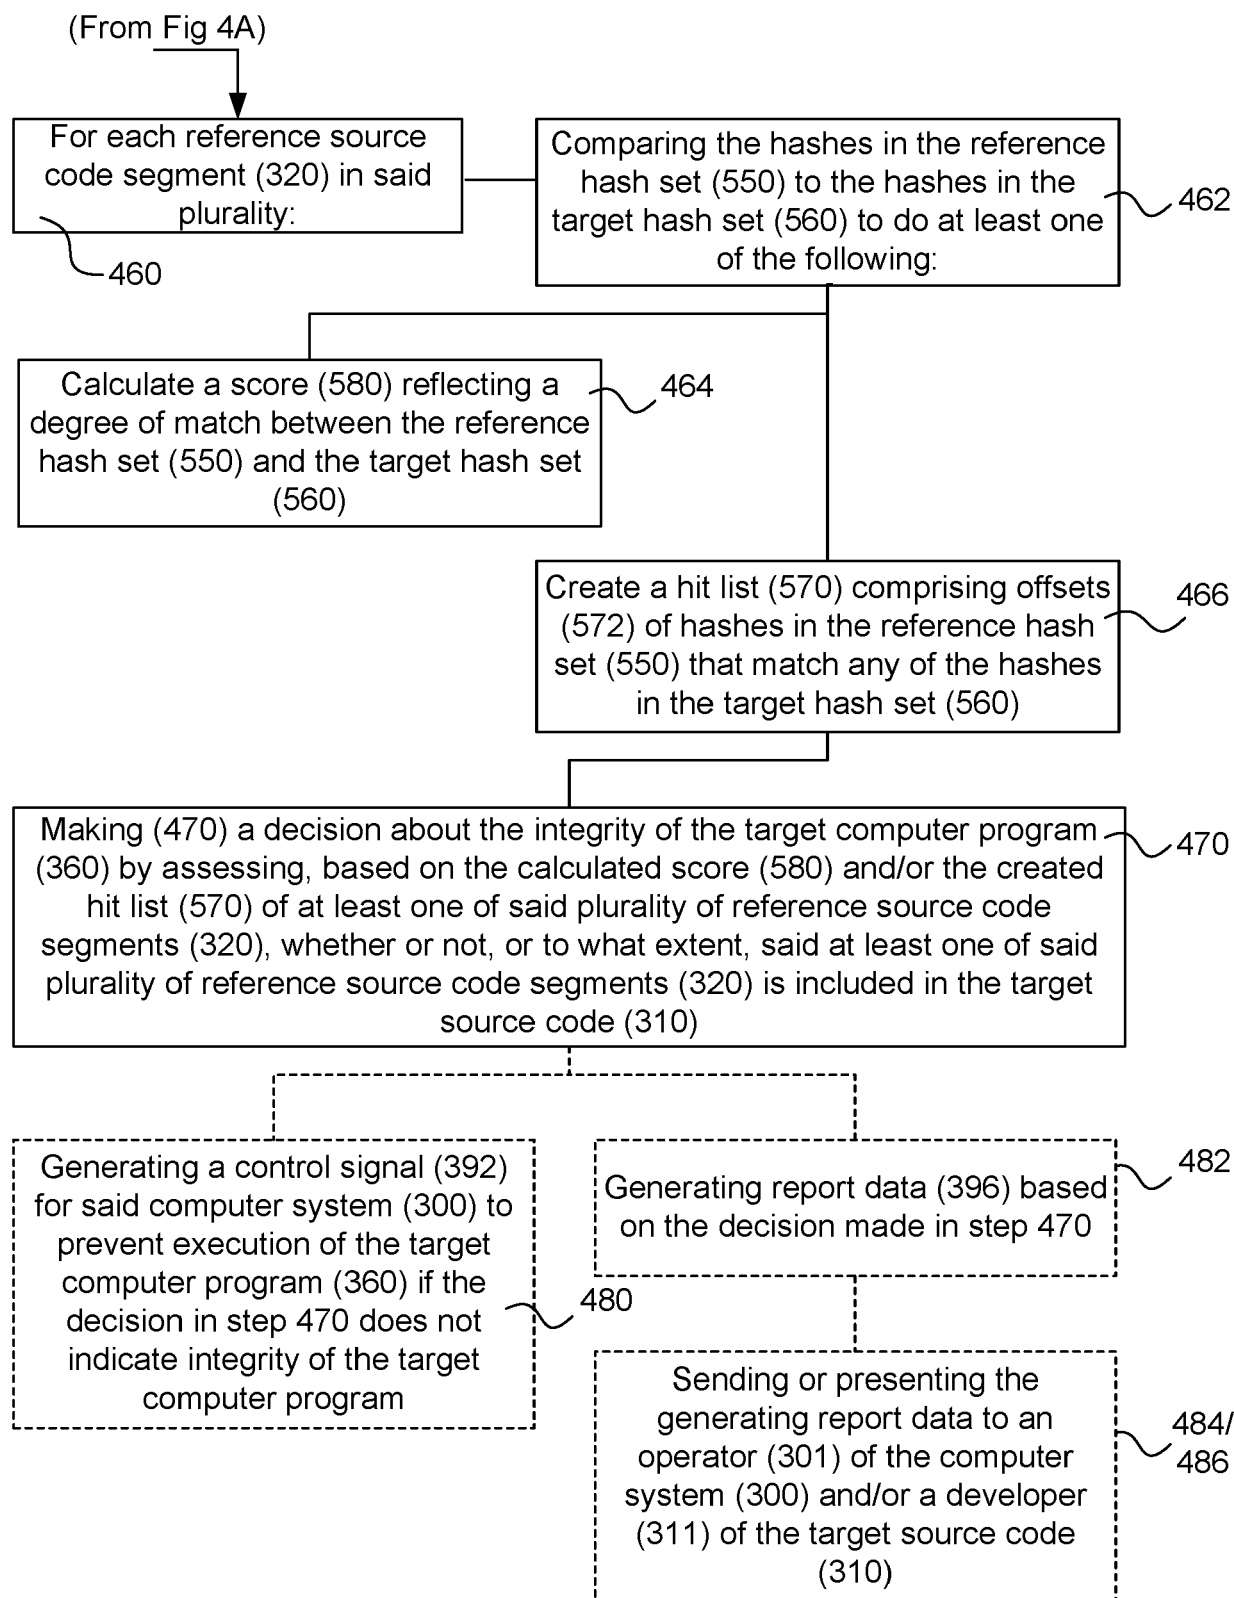 (From Fig 4A)
For each reference source
code segment (320) in said
plurality:
460
Comparing the hashes in the reference
hash set (550) to the hashes in the
target hash set (560) to do at least one
of the following:
462
Calculate a score (580) reflecting a
degree of match between the reference
hash set (550) and the target hash set
(560)
464
Create a hit list (570) comprising offsets
(572) of hashes in the reference hash
set (550) that match any of the hashes
in the target hash set (560)
466
Making (470) a decision about the integrity of the target computer program
(360) by assessing, based on the calculated score (580) and/or the created
hit list (570) of at least one of said plurality of reference source code
segments (320), whether or not, or to what extent, said at least one of said
plurality of reference source code segments (320) is included in the target
source code (310)
470
Generating a control signal (392)
for said computer system (300) to
prevent execution of the target
computer program (360) if the
decision in step 470 does not
indicate integrity of the target
computer program
480
Generating report data (396) based
on the decision made in step 470
482
Sending or presenting the
generating report data to an
operator (301) of the computer
system (300) and/or a developer
(311) of the target source code
(310)
484/
486